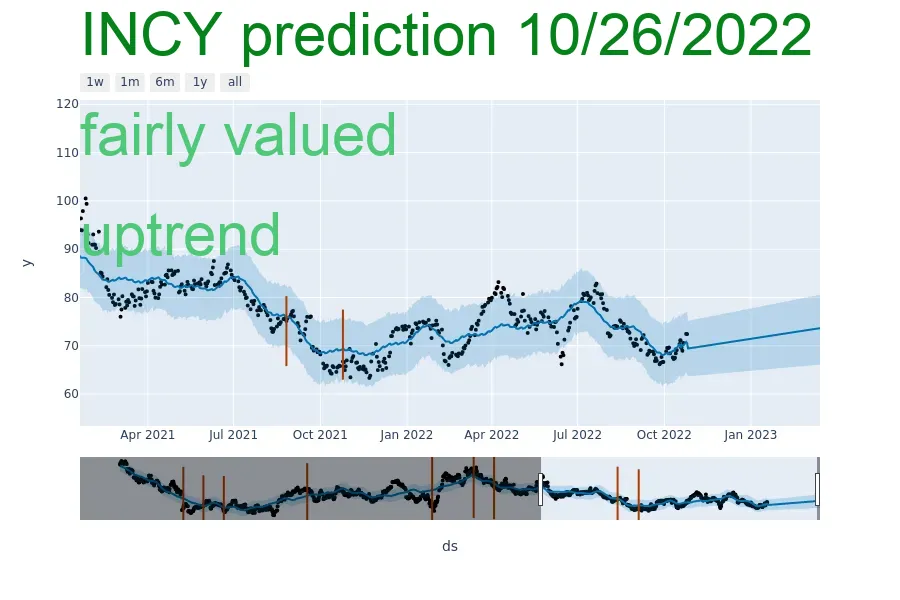 INCY prediction 10/26/2022
1w 1m 6m 1y all
120
fairly valued
110
100
uptrend
90
y
80
70
60
Apr 2021 Jul 2021 Oct 2021 Jan 2022 Apr 2022 Jul 2022 Oct 2022 Jan 2023
ds